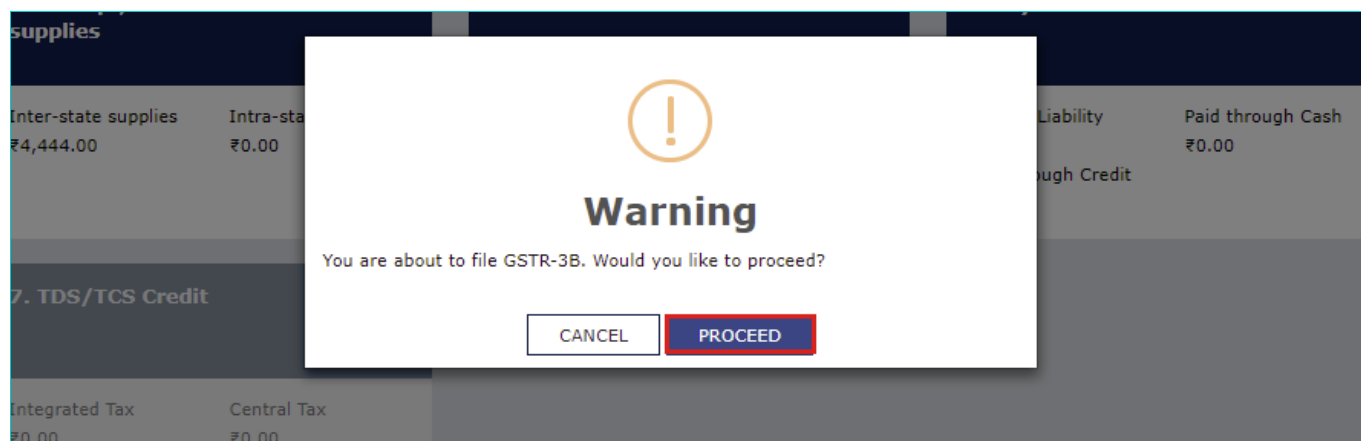 supplies
Inter-state supplies
Intra-sta
Liability
Paid through Cash
₹4,444.00
₹0.00
₹0.00
ough Credit
!
Warning
You are about to file GSTR-3B. Would you like to proceed?
CANCEL
PROCEED
7. TDS/TCS Credit
Integrated Tax
Central Tax
₹0.00
₹0.00